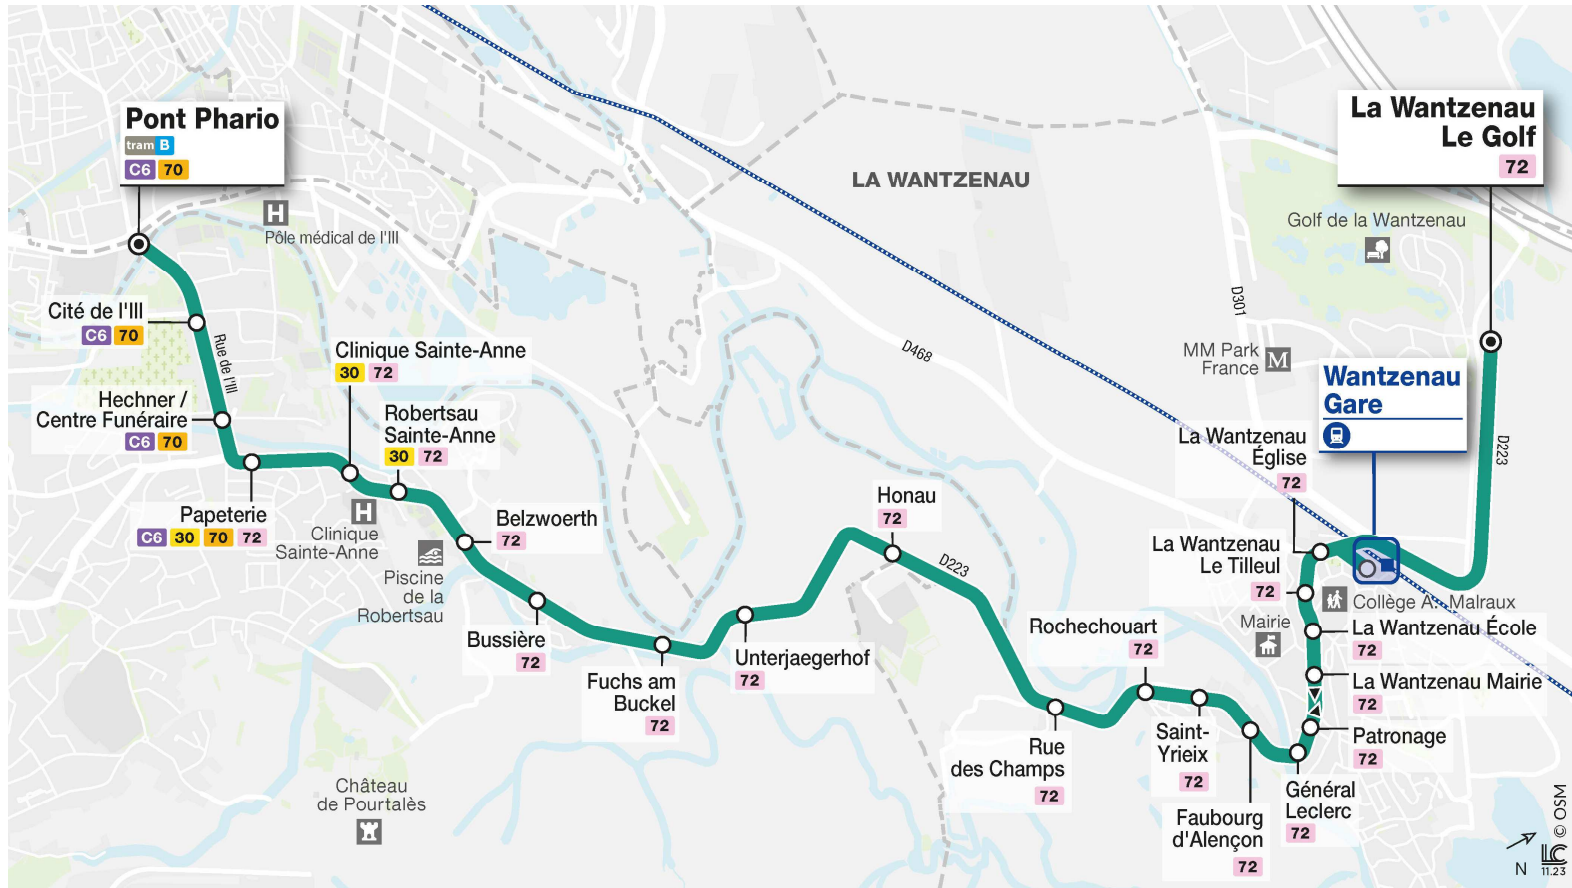 Pont Phario
tram B
C6 70
La Wantzenau
Le Golf
72
LA WANTZENAU
H
Pôle médical de l'Ill
Golf de la Wantzenau
Cité de l'Ill
C6 70
Rue de l'Ill
D301
D468
MM Park
France
M
Clinique Sainte-Anne
30 72
Wantzenau
Gare
Hechner /
Centre Funéraire
C6 70
Robertsau
Sainte-Anne
30 72
La Wantzenau
Église
72
D223
Papeterie
C6 30 70 72
H
Clinique
Sainte-Anne
Belzwoerth
72
Honau
72
D223
La Wantzenau
Le Tilleul
72
Piscine
de la
Robertsau
Collège A. Malraux
Mairie
La Wantzenau École
72
Bussière
72
Unterjaegerhof
72
Rochechouart
72
Fuchs am
Buckel
72
La Wantzenau Mairie
72
Patronage
72
Rue
des Champs
72
Saint-
Yrieix
72
Général
Leclerc
72
Faubourg
d'Alençon
72
Château
de Pourtalès
N
LC
11.23
© OSM